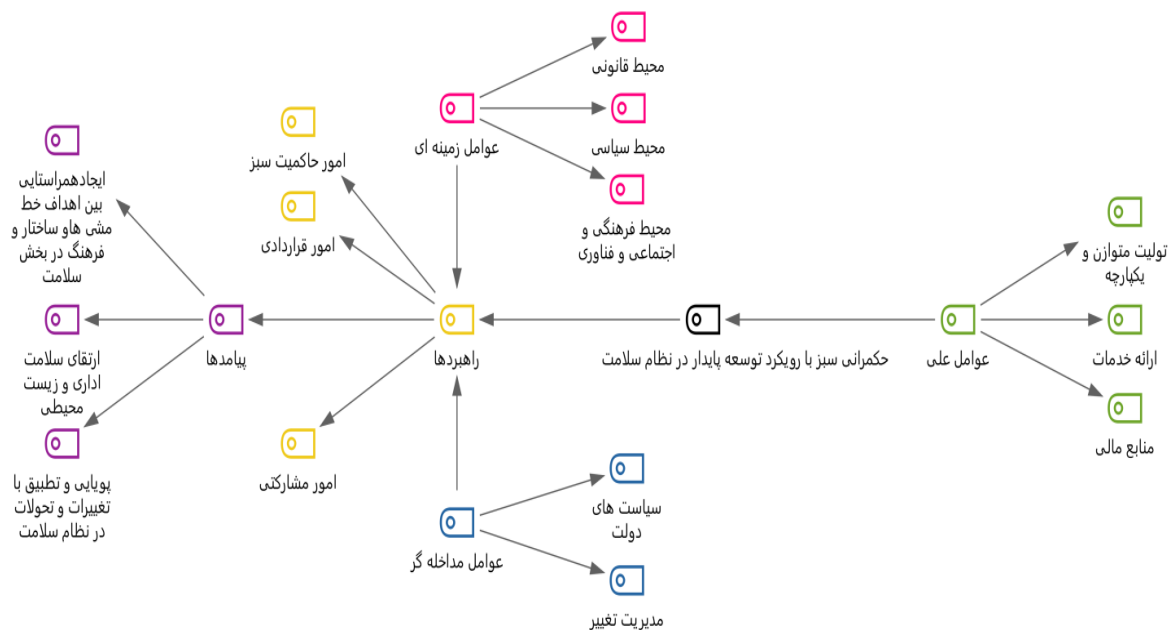 محیط قانونی
عوامل زمینه ای
محیط سیاسی
محیط فرهنگی و
اجتماعی و فناوری
امور حاکمیت سبز
امور قراردادی
ایجادهمراستایی
بین اهداف خط
مشی هاو ساختار و
فرهنگ در بخش
سلامت
تولیت متوازن و
یکپارچه
ارائه خدمات
منابع مالی
عوامل علی
حکمرانی سبز با رویکرد توسعه پایدار در نظام سلامت
راهبردها
پیامدها
ارتقای سلامت
اداری و زیست
محیطی
پویایی و تطبیق با
تغییرات و تحولات
در نظام سلامت
امور مشارکتی
سیاست های
دولت
عوامل مداخله گر
مدیریت تغییر